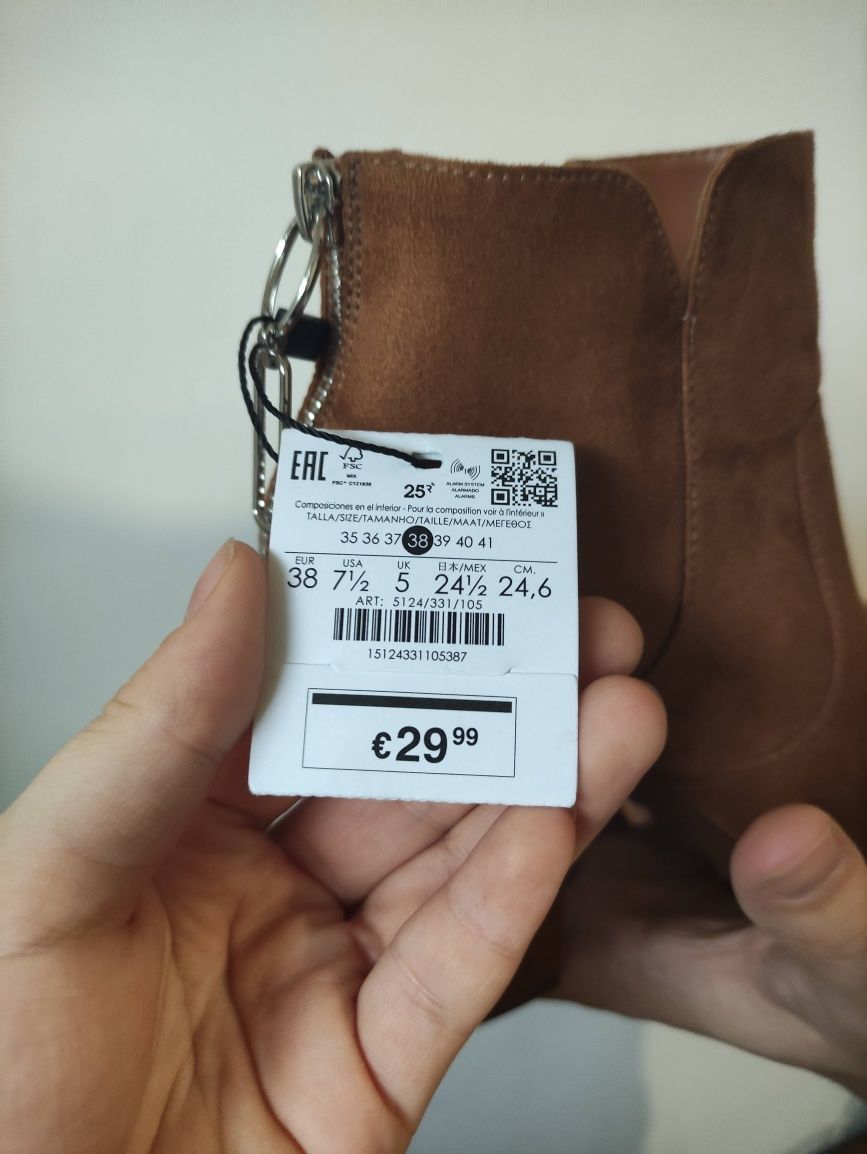 EAC
FSC
MIX
FSC® C121638
25
ALARM SYSTEM
ALARMADO
ALARME
Composiciones en el interior - Pour la composition voir à l'intérieur »
TALLA/SIZE/TAMANHO/TAILLE/MAAT/ΜΕΓΕΘΟΣ
35 36 37 38 39 40 41
EUR USA UK 日本/MEX CM.
38 7½ 5 24½ 24,6
ART: 5124/331/105
15124331105387
€29 99